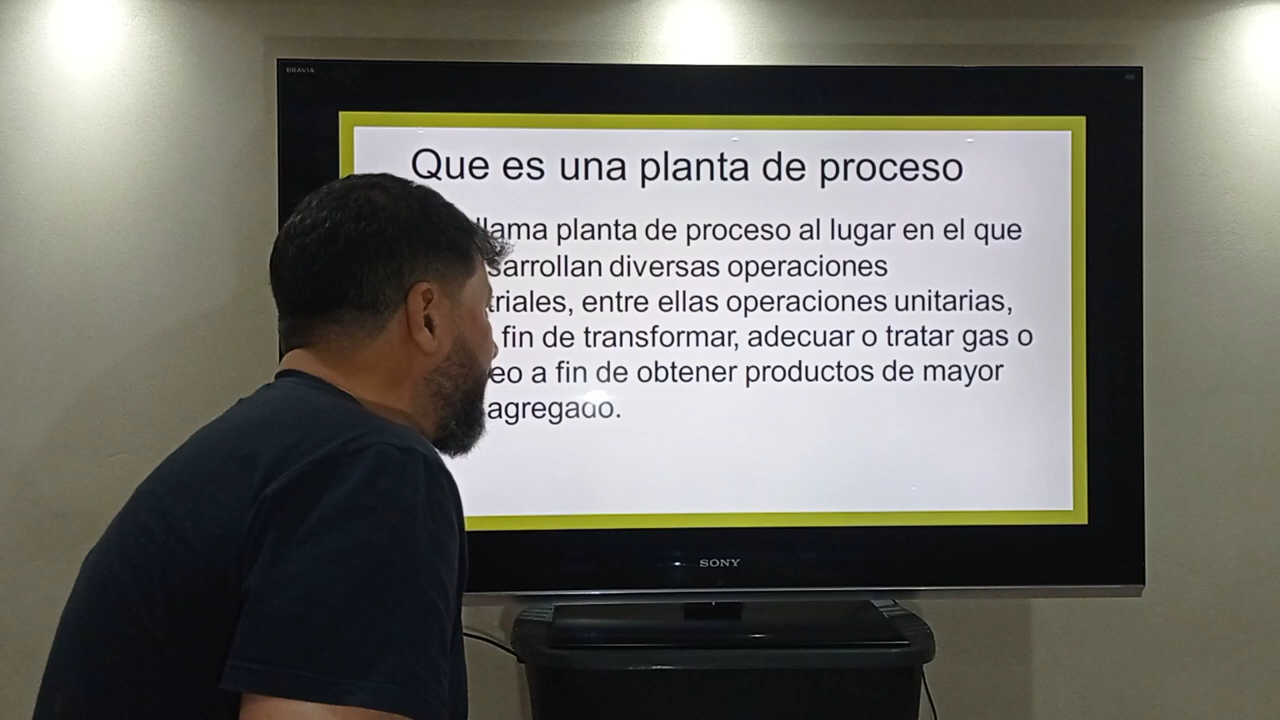 BRAVIA
Que es una planta de proceso
llama planta de proceso al lugar en el que
sarrollan diversas operaciones
triales, entre ellas operaciones unitarias,
fin de transformar, adecuar o tratar gas o
eo a fin de obtener productos de mayor
agregado.
SONY